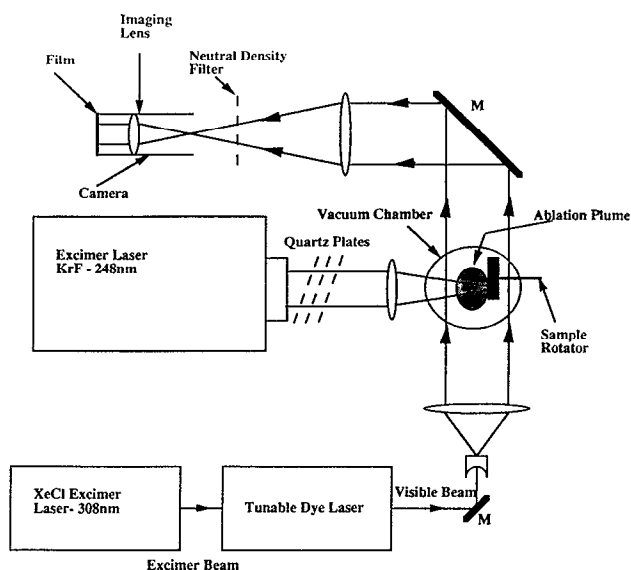 Imaging
Lens
Film
Neutral Density
Filter
M
Camera
Vacuum Chamber
Ablation Plume
Excimer Laser
KrF - 248nm
Quartz Plates
Sample
Rotator
XeCl Excimer
Laser- 308nm
Tunable Dye Laser
Visible Beam
M
Excimer Beam